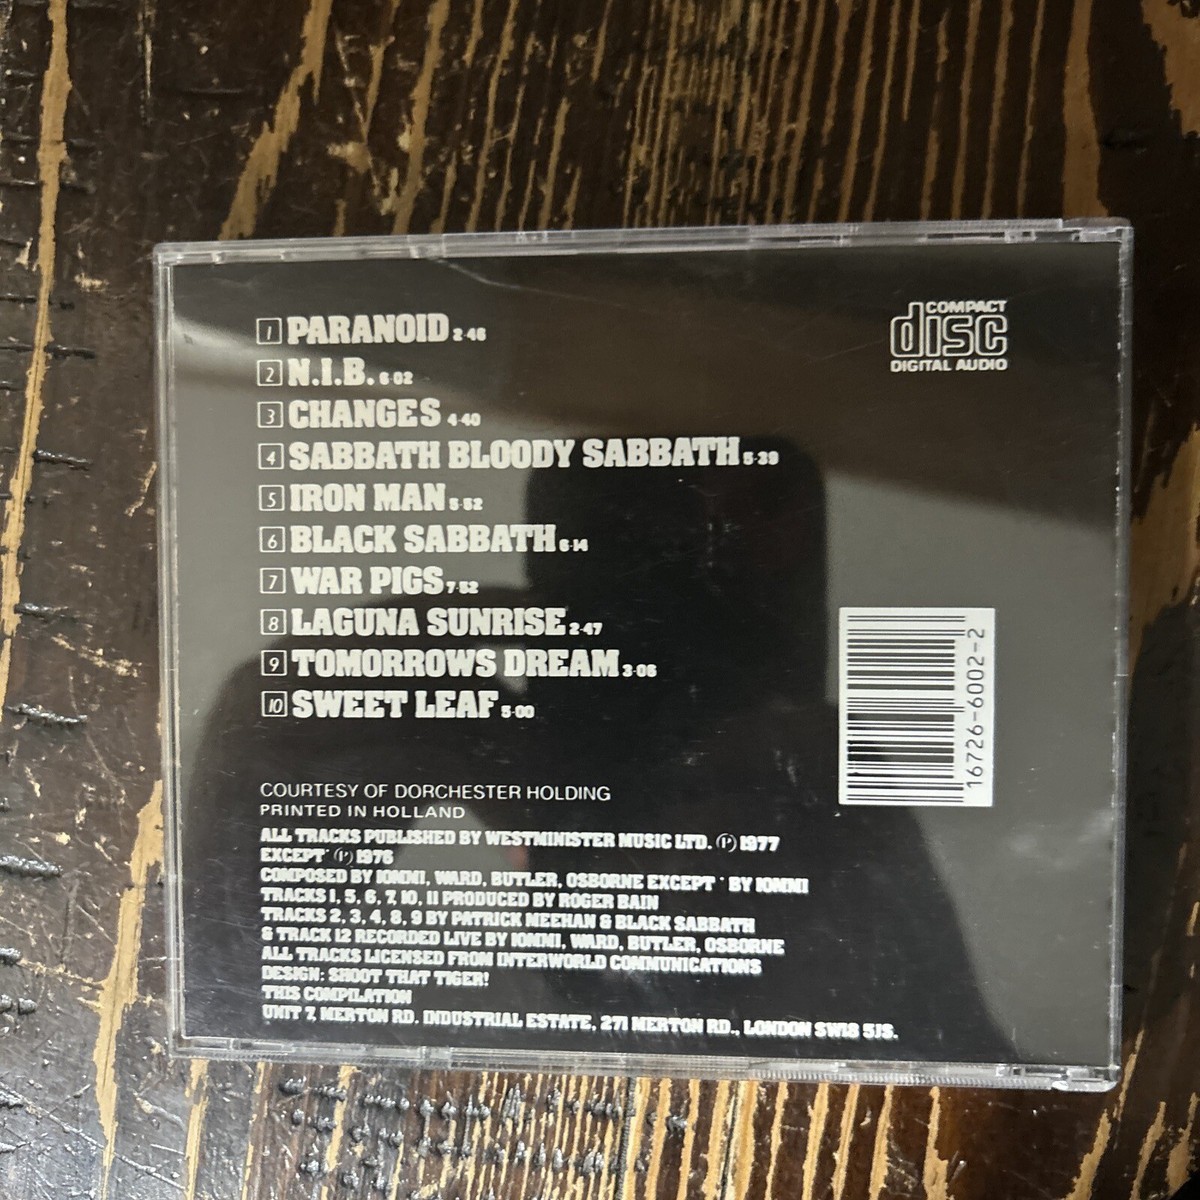 COMPACT
disc
DIGITAL AUDIO
1 PARANOID 2·46
2 N.I.B. 6·02
3 CHANGES 4·40
4 SABBATH BLOODY SABBATH 5·39
5 IRON MAN 5·52
6 BLACK SABBATH 6·14
7 WAR PIGS 7·52
8 LAGUNA SUNRISE 2·47
9 TOMORROWS DREAM 3·06
10 SWEET LEAF 5·00
16726-6002-2
COURTESY OF DORCHESTER HOLDING
PRINTED IN HOLLAND
ALL TRACKS PUBLISHED BY WESTMINISTER MUSIC LTD. ℗ 1977
EXCEPT * ℗ 1976
COMPOSED BY IOMMI, WARD, BUTLER, OSBORNE EXCEPT * BY IOMMI
TRACKS 1, 5, 6, 7, 10, 11 PRODUCED BY ROGER BAIN
TRACKS 2, 3, 4, 8, 9 BY PATRICK MEEHAN & BLACK SABBATH
& TRACK 12 RECORDED LIVE BY IOMMI, WARD, BUTLER, OSBORNE
ALL TRACKS LICENSED FROM INTERWORLD COMMUNICATIONS
DESIGN: SHOOT THAT TIGER!
THIS COMPILATION
UNIT 7, MERTON RD. INDUSTRIAL ESTATE, 271 MERTON RD., LONDON SW18 5JS.